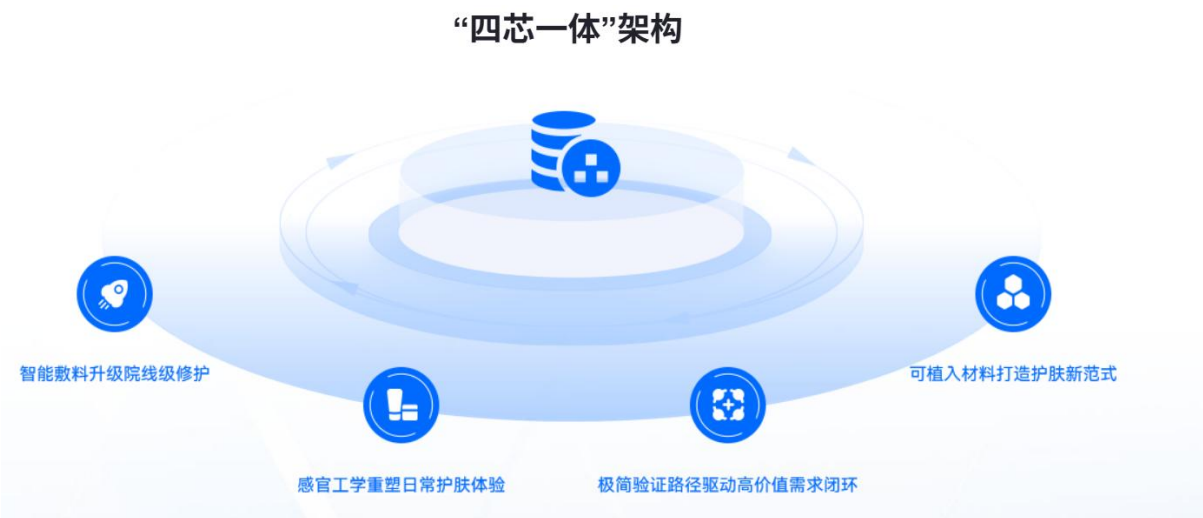 “四芯一体”架构
智能敷料升级院线级修护
可植入材料打造护肤新范式
感官工学重塑日常护肤体验
极简验证路径驱动高价值需求闭环